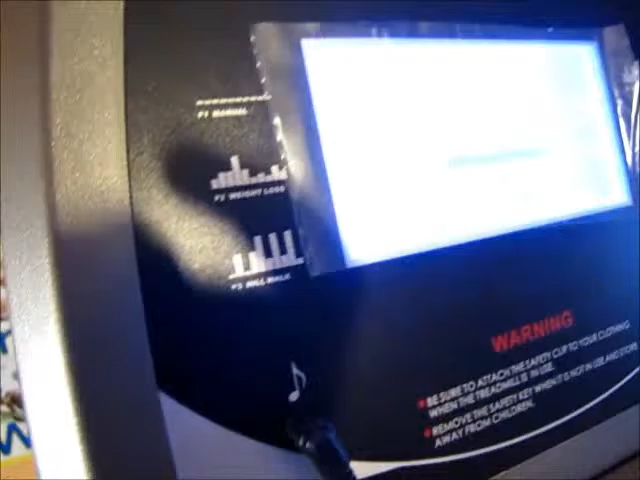 P1 MANUAL
P2 WEIGHT LOSS
P3 HILL WALK
WARNING
BE SURE TO ATTACH THE SAFETY CLIP TO YOUR CLOTHING
WHEN THE TREADMILL IS IN USE.
REMOVE THE SAFETY KEY WHEN IT IS NOT IN USE AND STORE
AWAY FROM CHILDREN.